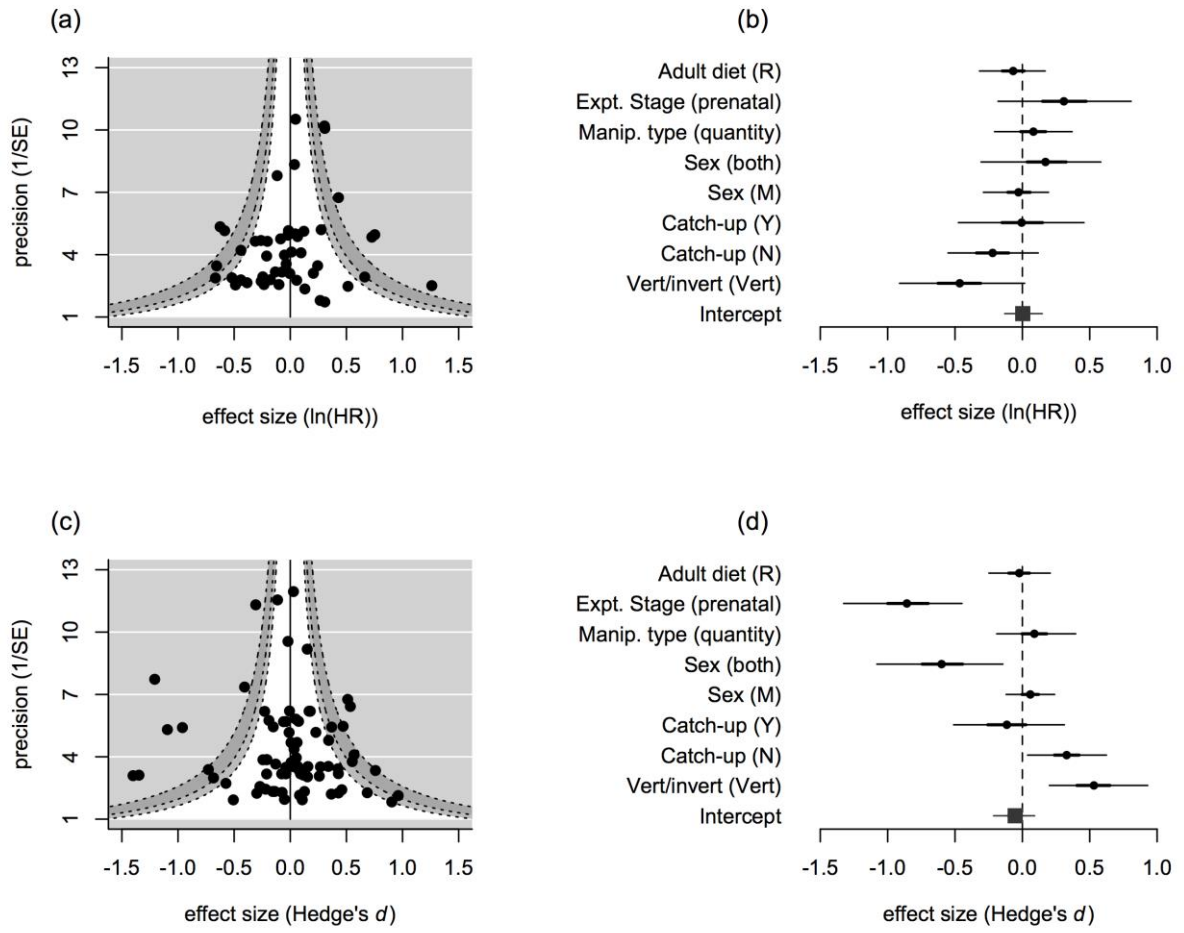 (a)
precision (1/SE)
13
10
7
4
1
-1.5 -1.0 -0.5 0.0 0.5 1.0 1.5
effect size (ln(HR))
(b)
Adult diet (R)
Expt. Stage (prenatal)
Manip. type (quantity)
Sex (both)
Sex (M)
Catch-up (Y)
Catch-up (N)
Vert/invert (Vert)
Intercept
-1.5 -1.0 -0.5 0.0 0.5 1.0
effect size (ln(HR))
(c)
precision (1/SE)
13
10
7
4
1
-1.5 -1.0 -0.5 0.0 0.5 1.0 1.5
effect size (Hedge's d)
(d)
Adult diet (R)
Expt. Stage (prenatal)
Manip. type (quantity)
Sex (both)
Sex (M)
Catch-up (Y)
Catch-up (N)
Vert/invert (Vert)
Intercept
-1.5 -1.0 -0.5 0.0 0.5 1.0
effect size (Hedge's d)